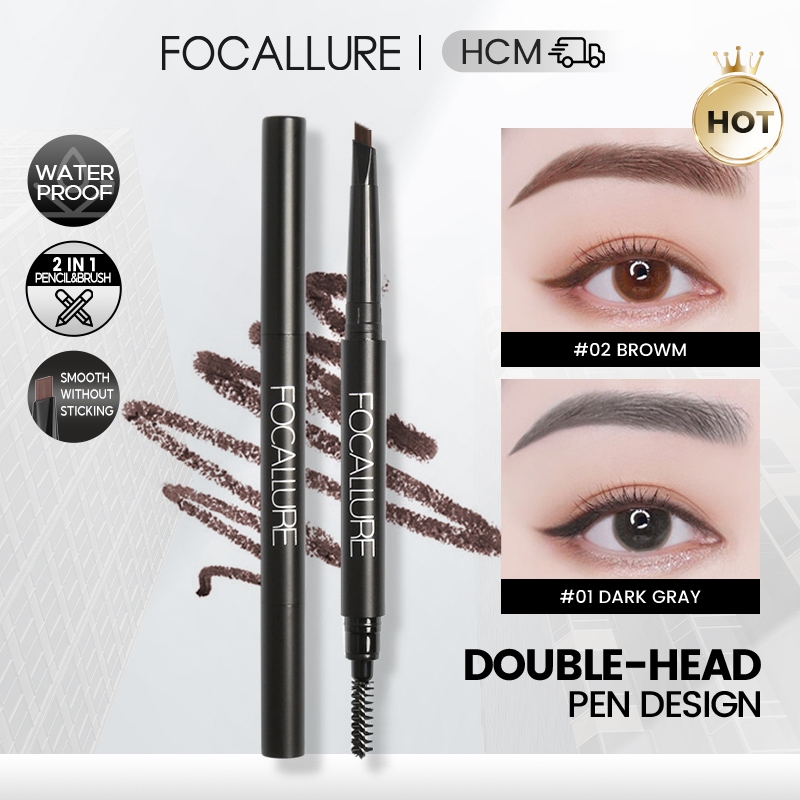 FOCALLURE | HCM
HOT
WATER
PROOF
2 IN 1
PENCIL&BRUSH
SMOOTH
WITHOUT
STICKING
FOCALLURE
FOCALLURE
#02 BROWM
#01 DARK GRAY
DOUBLE-HEAD
PEN DESIGN